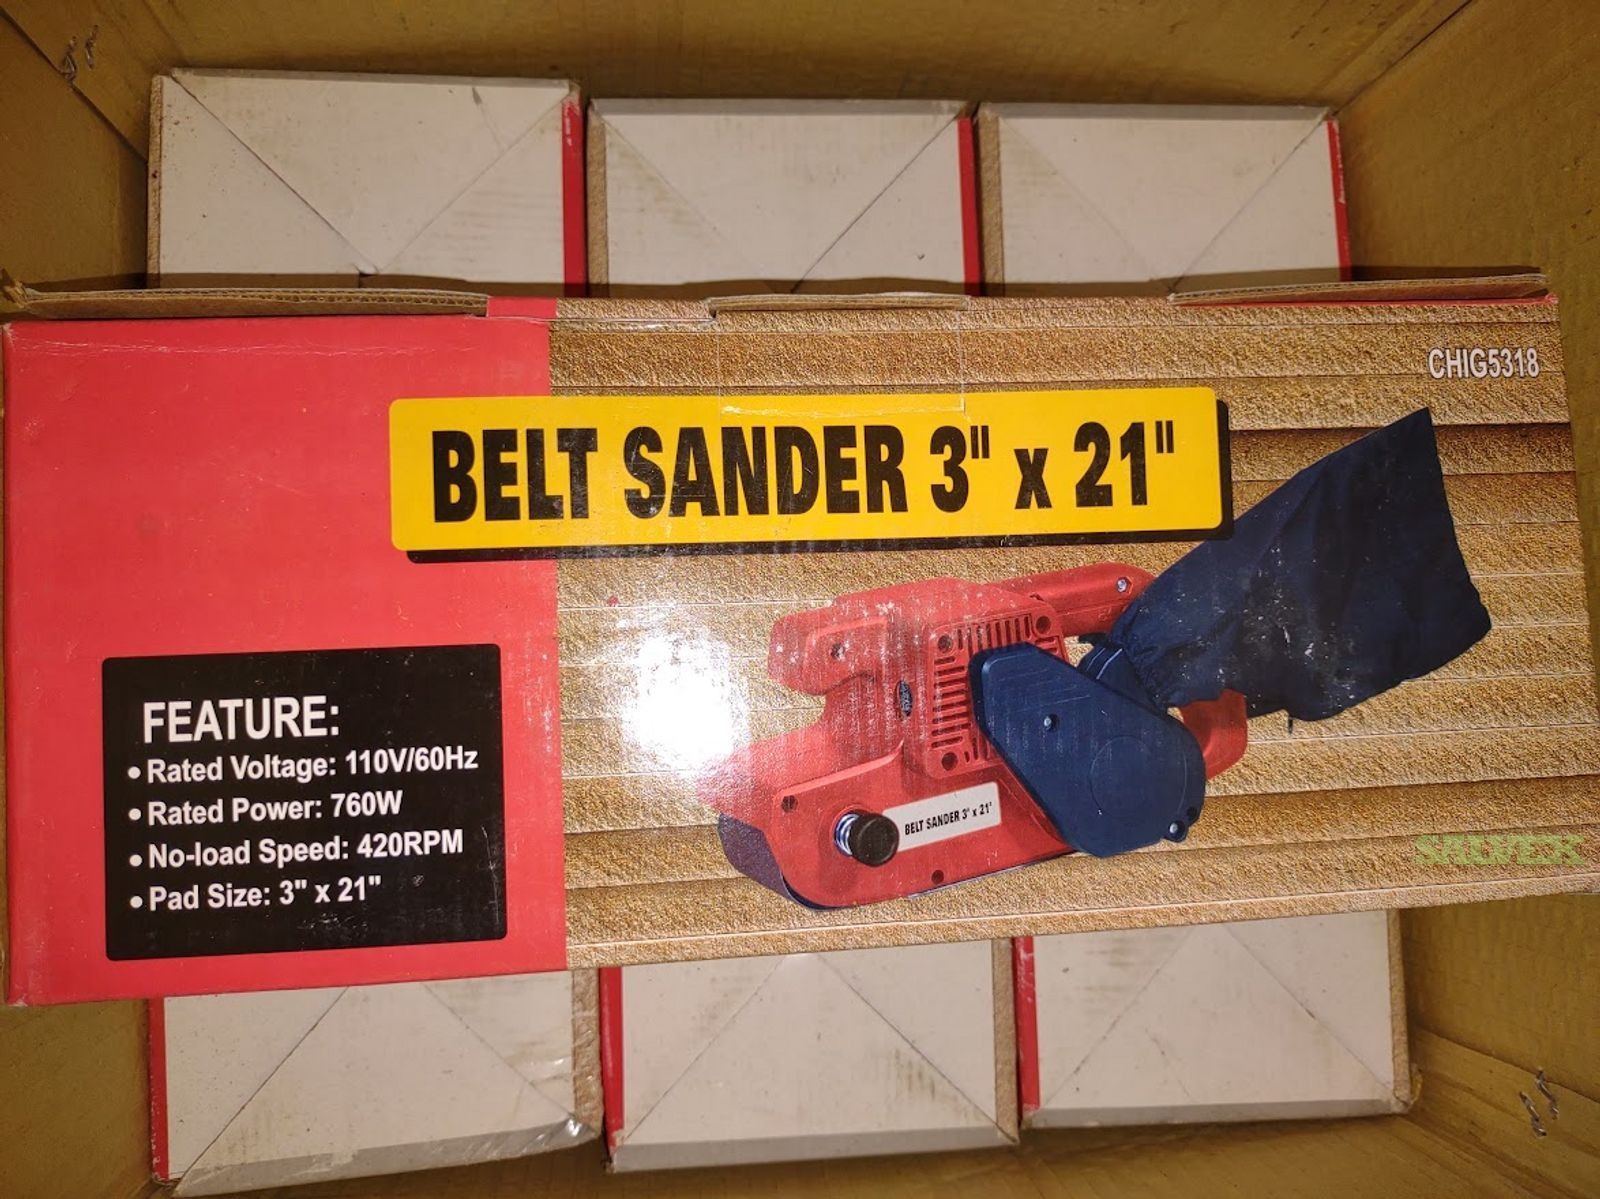 CHIG5318
BELT SANDER 3" x 21"
FEATURE:
• Rated Voltage: 110V/60Hz
• Rated Power: 760W
• No-load Speed: 420RPM
• Pad Size: 3" x 21"
BELT SANDER 3" x 21"
SALVEX